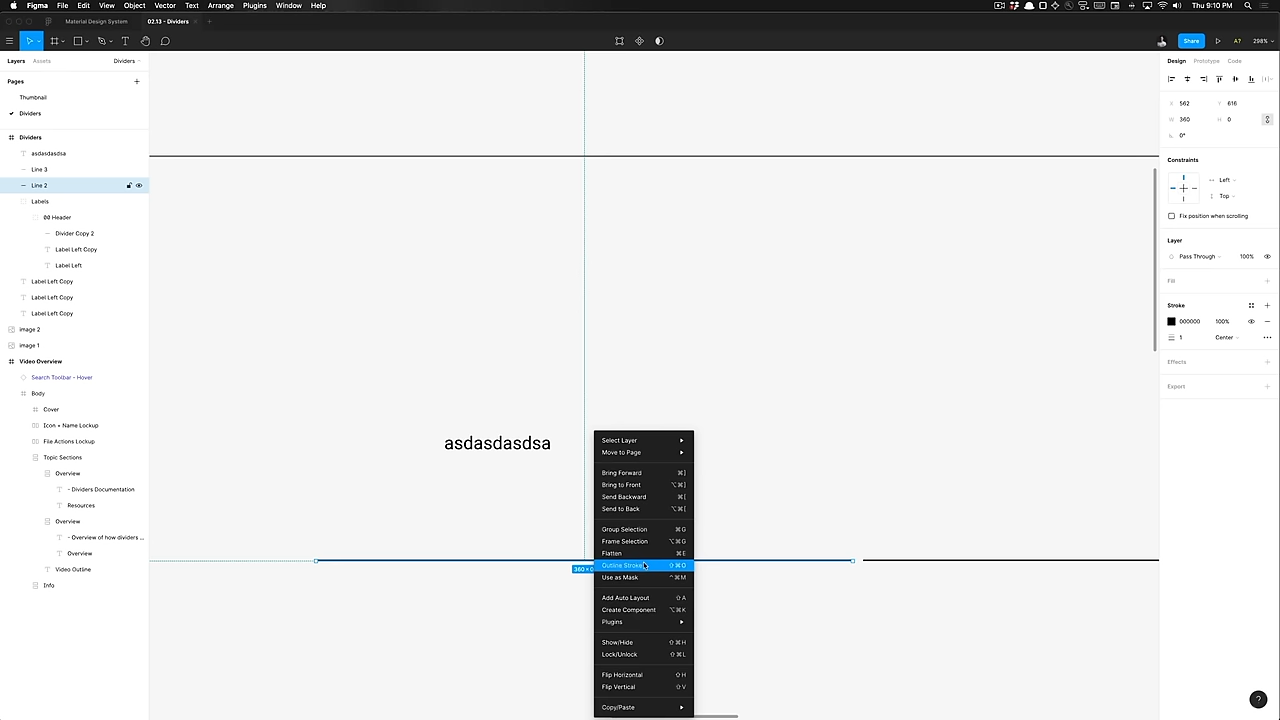 Figma File Edit View Object Vector Text Arrange Plugins Window Help
Thu 9:10 PM
Material Design System
02.13 - Dividers
Share
A?
298%
Layers Assets Dividers
Pages
Thumbnail
Dividers
Dividers
asdasdasdsa
Line 3
Line 2
Labels
00 Header
Divider Copy 2
Label Left Copy
Label Left
Label Left Copy
Label Left Copy
Label Left Copy
image 2
image 1
Video Overview
Search Toolbar - Hover
Body
Cover
Icon + Name Lockup
File Actions Lockup
Topic Sections
Overview
- Dividers Documentation
Resources
Overview
- Overview of how dividers ...
Overview
Video Outline
Info
asdasdasdsa
360 × 0
Select Layer
Move to Page
Bring Forward ⌘]
Bring to Front ⌥⌘]
Send Backward ⌘[
Send to Back ⌥⌘[
Group Selection ⌘G
Frame Selection ⌥⌘G
Flatten ⌘E
Outline Stroke ⇧⌘O
Use as Mask ^⌘M
Add Auto Layout ⇧A
Create Component ⌥⌘K
Plugins
Show/Hide ⇧⌘H
Lock/Unlock ⇧⌘L
Flip Horizontal ⇧H
Flip Vertical ⇧V
Copy/Paste
Design Prototype Code
X 562 Y 616
W 360 H 0
0°
Constraints
Left
Top
Fix position when scrolling
Layer
Pass Through 100%
Fill
Stroke
000000 100%
1 Center
Effects
Export
?